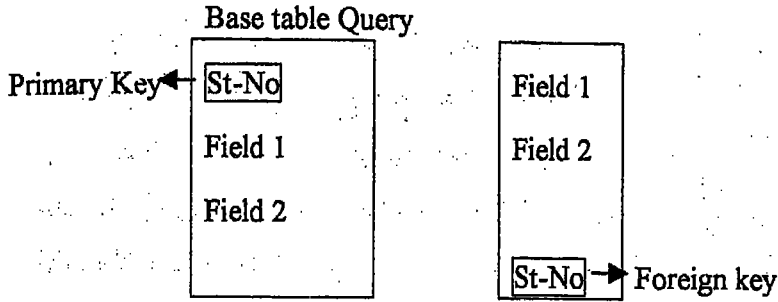 Base table Query
Primary Key St-No
Field 1
Field 2
Field 1
Field 2
St-No Foreign key